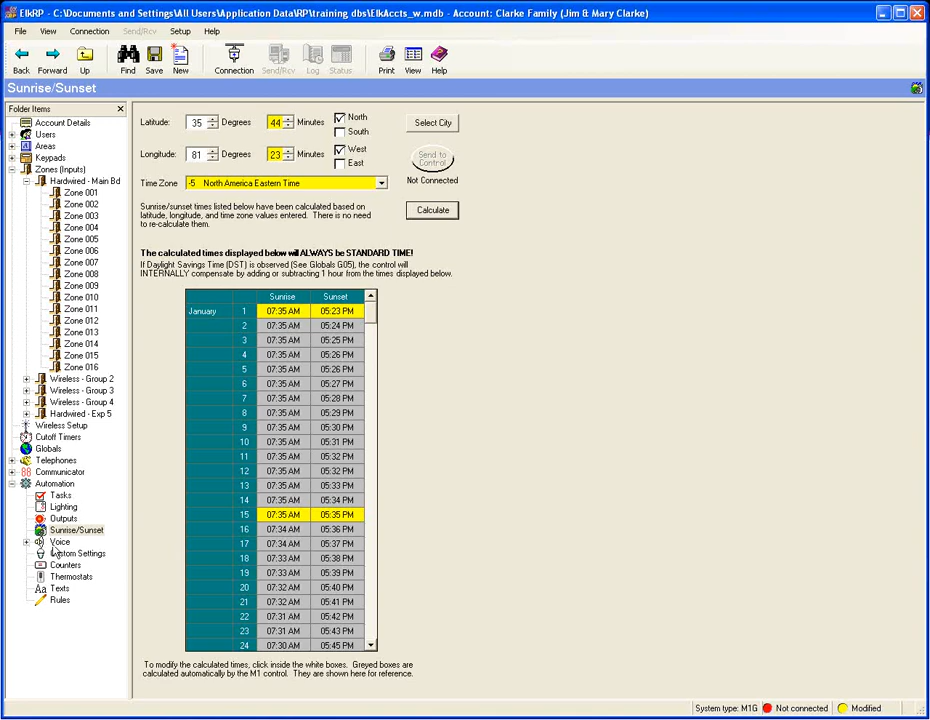 ElkRP - C:\Documents and Settings\All Users\Application Data\RP\training dbs\ElkAccts_w.mdb - Account: Clarke Family (Jim & Mary Clarke)
File View Connection Send/Rcv Setup Help
Back Forward Up Find Save New Connection Send/Rcv Log Status Print View Help
Sunrise/Sunset
Folder Items
Account Details
Users
Areas
Keypads
Zones (Inputs)
Hardwired - Main Bd
Zone 001
Zone 002
Zone 003
Zone 004
Zone 005
Zone 006
Zone 007
Zone 008
Zone 009
Zone 010
Zone 011
Zone 012
Zone 013
Zone 014
Zone 015
Zone 016
Wireless - Group 2
Wireless - Group 3
Wireless - Group 4
Hardwired - Exp 5
Wireless Setup
Cutoff Timers
Globals
Telephones
Communicator
Automation
Tasks
Lighting
Outputs
Sunrise/Sunset
Voice
Custom Settings
Counters
Thermostats
Aa Texts
Rules
Latitude: 35 Degrees 44 Minutes North
South
Select City
Longitude: 81 Degrees 23 Minutes West
East
Send to Control
Not Connected
Time Zone -5 North America Eastern Time
Sunrise/sunset times listed below have been calculated based on
latitude, longitude, and time zone values entered. There is no need
to re-calculate them.
Calculate
The calculated times displayed below will ALWAYS be STANDARD TIME!
If Daylight Savings Time (DST) is observed (See Globals G05), the control will
INTERNALLY compensate by adding or subtracting 1 hour from the times displayed below.
Sunrise Sunset
January 1 07:35 AM 05:23 PM
2 07:35 AM 05:24 PM
3 07:35 AM 05:25 PM
4 07:35 AM 05:26 PM
5 07:35 AM 05:26 PM
6 07:35 AM 05:27 PM
7 07:35 AM 05:28 PM
8 07:35 AM 05:29 PM
9 07:35 AM 05:30 PM
10 07:35 AM 05:31 PM
11 07:35 AM 05:32 PM
12 07:35 AM 05:32 PM
13 07:35 AM 05:33 PM
14 07:35 AM 05:34 PM
15 07:35 AM 05:35 PM
16 07:34 AM 05:36 PM
17 07:34 AM 05:37 PM
18 07:33 AM 05:38 PM
19 07:33 AM 05:39 PM
20 07:32 AM 05:40 PM
21 07:32 AM 05:41 PM
22 07:31 AM 05:42 PM
23 07:31 AM 05:43 PM
24 07:30 AM 05:45 PM
To modify the calculated times, click inside the white boxes. Greyed boxes are
calculated automatically by the M1 control. They are shown here for reference.
System type: M1G Not connected Modified